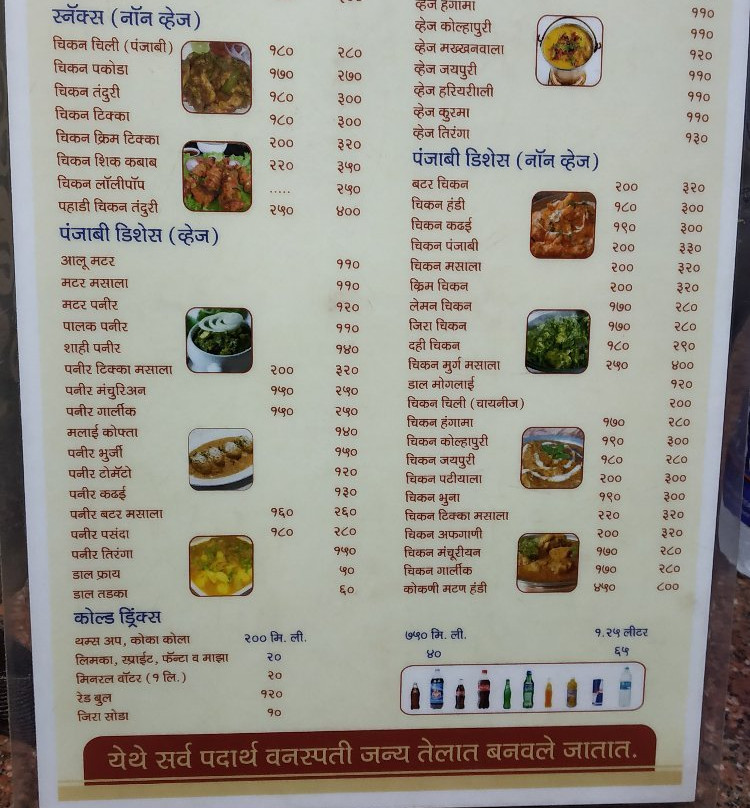 स्नॅक्स (नॉन व्हेज)
चिकन चिली (पंजाबी) १८० २८०
चिकन पकोडा १७० २७०
चिकन तंदुरी १८० ३००
चिकन टिक्का १८० ३००
चिकन क्रिम टिक्का २०० ३२०
चिकन शिक कबाब २२० ३५०
चिकन लॉलीपॉप ..... २५०
पहाडी चिकन तंदुरी २५० ४००
पंजाबी डिशेस (व्हेज)
आलू मटर ११०
मटर मसाला ११०
मटर पनीर १२०
पालक पनीर ११०
शाही पनीर १४०
पनीर टिक्का मसाला २०० ३२०
पनीर मंचुरिअन १५० २५०
पनीर गार्लीक १५० २५०
मलाई कोफ्ता १४०
पनीर भुर्जी १५०
पनीर टोमॅटो १२०
पनीर कढई १३०
पनीर बटर मसाला १६० २६०
पनीर पसंदा १८० २८०
पनीर तिरंगा १५०
डाल फ्राय ५०
डाल तडका ६०
व्हेज हंगामा ११०
व्हेज कोल्हापुरी ११०
व्हेज मख्खनवाला १२०
व्हेज जयपुरी ११०
व्हेज हरियरीली ११०
व्हेज कुरमा ११०
व्हेज तिरंगा १३०
पंजाबी डिशेस (नॉन व्हेज)
बटर चिकन २०० ३२०
चिकन हंडी १८० ३००
चिकन कढई १९० ३००
चिकन पंजाबी २०० ३३०
चिकन मसाला २०० ३२०
क्रिम चिकन २०० ३२०
लेमन चिकन १७० २८०
जिरा चिकन १७० २८०
दही चिकन १८० २९०
चिकन मुर्ग मसाला २५० ४००
डाल मोगलाई १२०
चिकन चिली (चायनीज) २००
चिकन हंगामा १७० २८०
चिकन कोल्हापुरी १९० ३००
चिकन जयपुरी १८० २८०
चिकन पटीयाला २०० ३००
चिकन भुना १९० ३००
चिकन टिक्का मसाला २२० ३२०
चिकन अफगाणी २०० ३२०
चिकन मंचूरीयन १७० २८०
चिकन गार्लीक १७० २८०
कोकणी मटण हंडी ४५० ८००
कोल्ड ड्रिंक्स
थम्स अप, कोका कोला २०० मि. ली. ७५० मि. ली. १.२५ लीटर
लिमका, स्प्राईट, फॅन्टा व माझा २० ४० ६५
मिनरल वॉटर (१ लि.) २०
रेड बुल १२०
जिरा सोडा १०
येथे सर्व पदार्थ वनस्पती जन्य तेलात बनवले जातात.